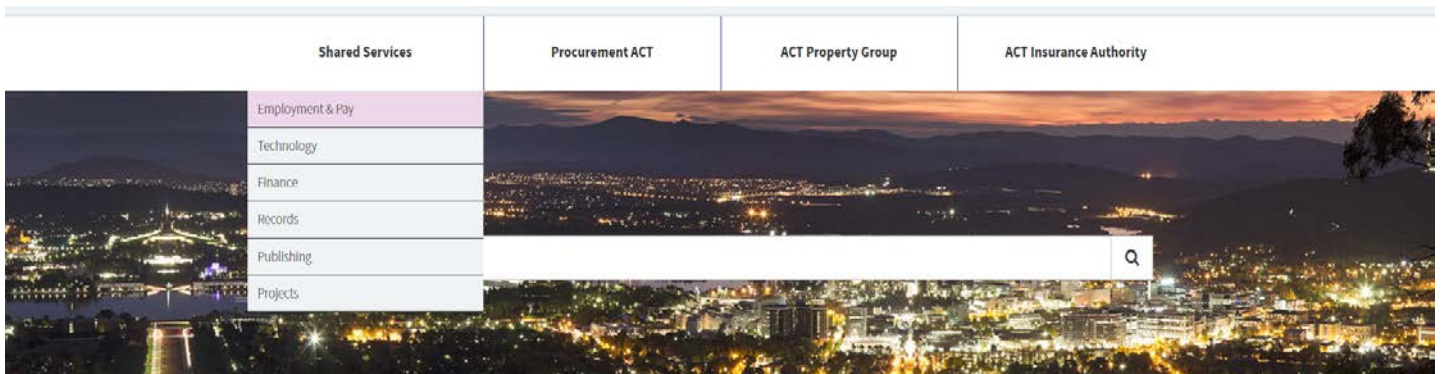 Shared Services
Procurement ACT
ACT Property Group
ACT Insurance Authority
Employment & Pay
Technology
Finance
Records
Publishing
Projects